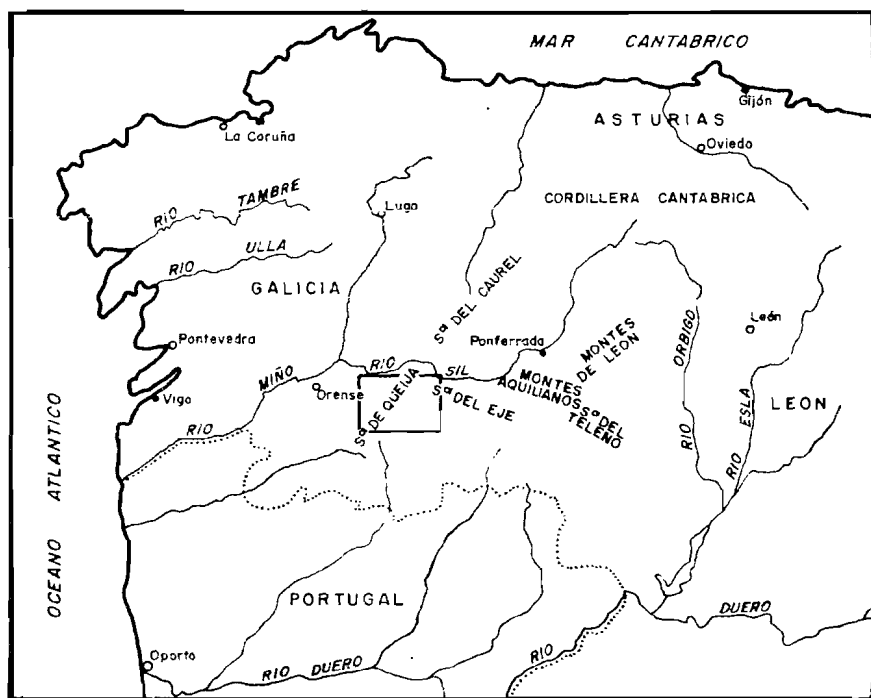 MAR CANTABRICO
Gijón
ASTURIAS
La Coruña
Oviedo
CORDILLERA CANTABRICA
RIO TAMBRE
Lugo
RIO ULLA
GALICIA
Sª DEL CAUREL
León
ORBIGO
RIO
MONTES
DE LEON
Ponferrada
Pontevedra
RIO SIL
MONTES
AQUILIANOS
Sª DEL
TELENO
Sª DEL EJE
Sª DE QUEIJA
Orense
RIO MIÑO
Vigo
LEON
RIO ESLA
OCEANO ATLANTICO
PORTUGAL
DUERO
RIO
Oporto
RIO DUERO